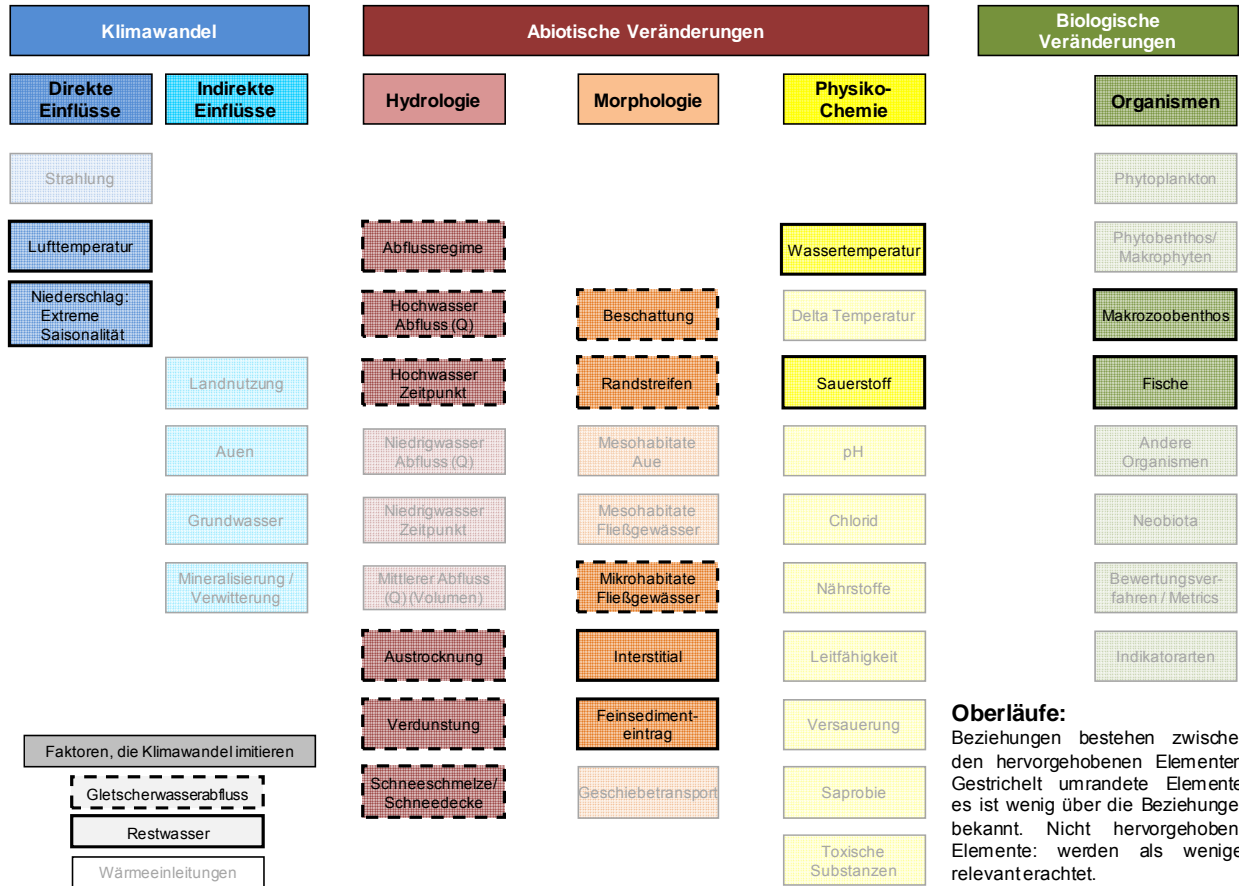 Klimawandel
Abiotische Veränderungen
Biologische
Veränderungen
Direkte
Einflüsse
Indirekte
Einflüsse
Hydrologie
Morphologie
Physiko-
Chemie
Organismen
Strahlung
Lufttemperatur
Niederschlag:
Extreme
Saisonalität
Landnutzung
Auen
Grundwasser
Mineralisierung /
Verwitterung
Abflussregime
Hochwasser
Abfluss (Q)
Hochwasser
Zeitpunkt
Niedrigwasser
Abfluss (Q)
Niedrigwasser
Zeitpunkt
Mittlerer Abfluss
(Q) (Volumen)
Austrocknung
Verdunstung
Schneeschmelze/
Schneedecke
Beschattung
Randstreifen
Mesohabitate
Aue
Mesohabitate
Fließgewässer
Mikrohabitate
Fließgewässer
Interstitial
Feinsediment-
eintrag
Geschiebetransport
Wassertemperatur
Delta Temperatur
Sauerstoff
pH
Chlorid
Nährstoffe
Leitfähigkeit
Versauerung
Saprobie
Toxische
Substanzen
Phytoplankton
Phytobenthos/
Makrophyten
Makrozoobenthos
Fische
Andere
Organismen
Neobiota
Bewertungsver-
fahren / Metrics
Indikatorarten
Faktoren, die Klimawandel imitieren
Gletscherwasserabfluss
Restwasser
Wärmeeinleitungen
Oberläufe:
Beziehungen bestehen zwische
den hervorgehobenen Elementer
Gestrichelt umrandete Elemente
es ist wenig über die Beziehunge
bekannt. Nicht hervorgehoben
Elemente: werden als wenige
relevant erachtet.